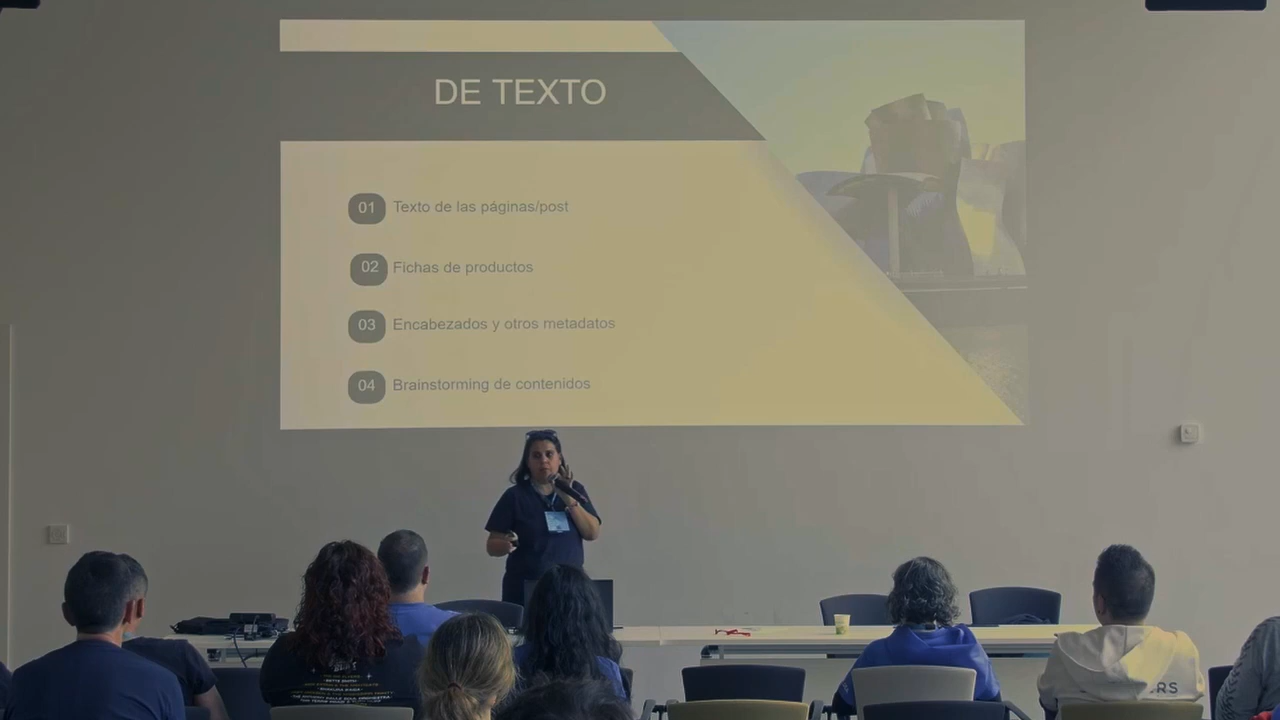 DE TEXTO
01 Texto de las páginas/post
02 Fichas de productos
03 Encabezados y otros metadatos
04 Brainstorming de contenidos
ERS